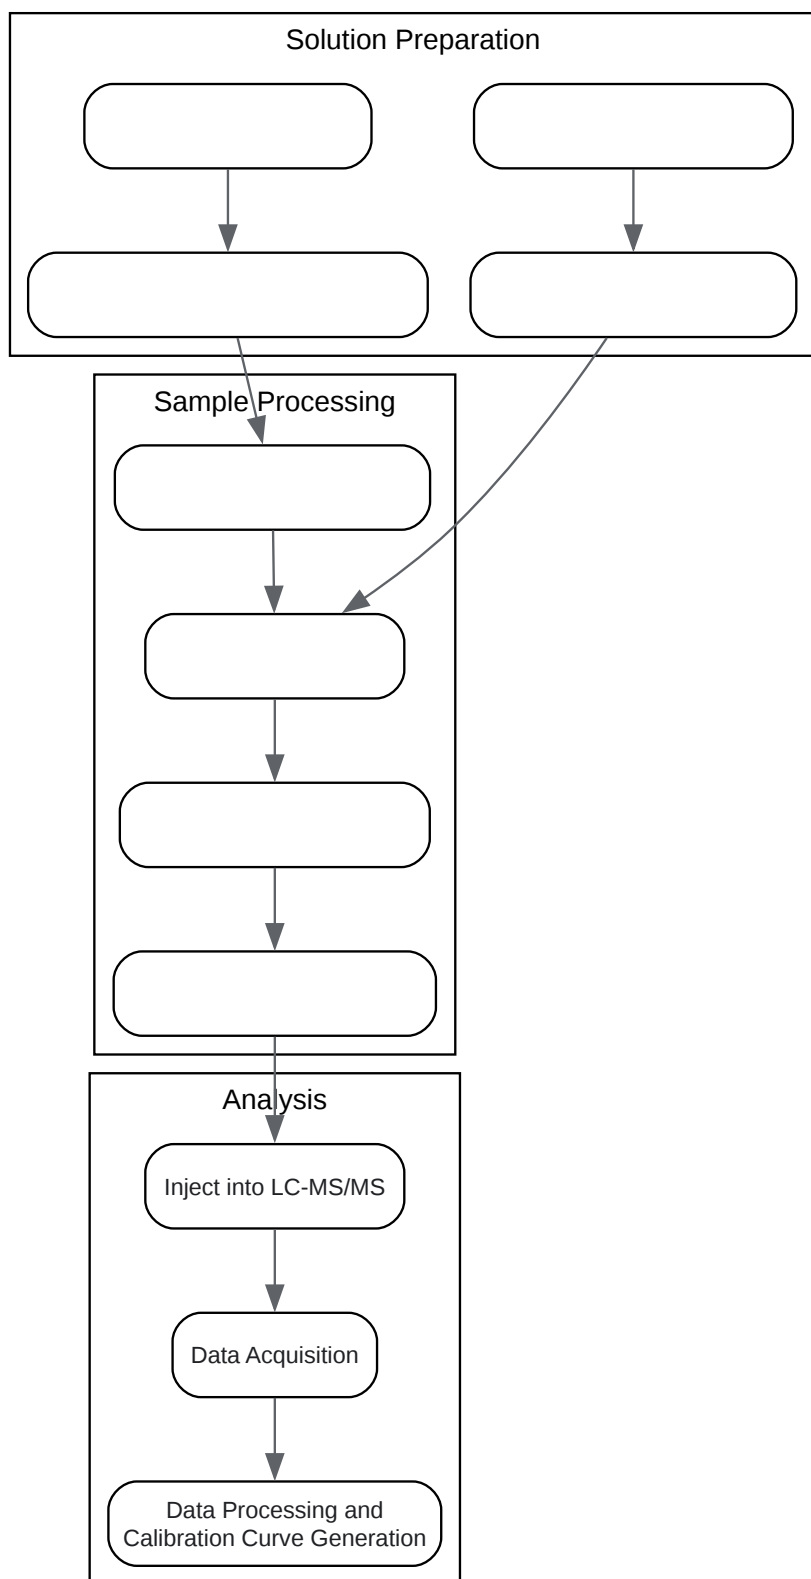 Solution Preparation
Sample Processing
Analysis
Inject into LC-MS/MS
Data Acquisition
Data Processing and
Calibration Curve Generation